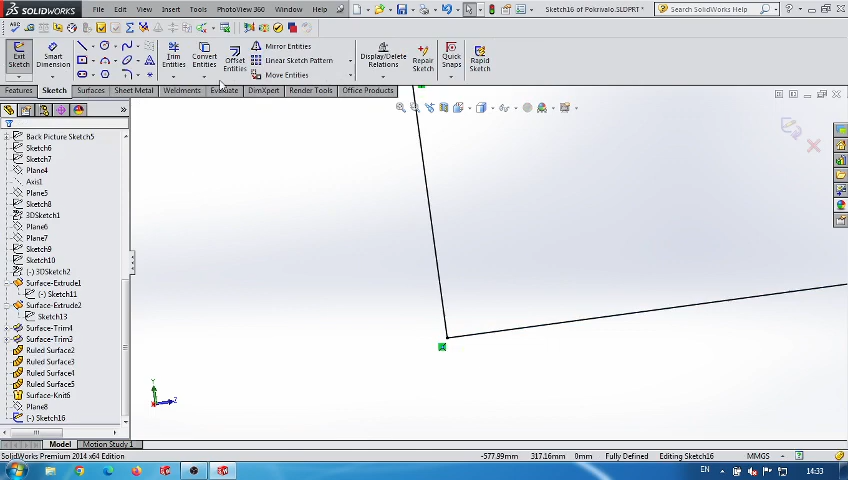 SOLIDWORKS File Edit View Insert Tools PhotoView 360 Window Help Sketch16 of Pokrivalo.SLDPRT * Search SolidWorks Help
Exit Sketch Smart Dimension Trim Entities Convert Entities Offset Entities Mirror Entities Linear Sketch Pattern Move Entities Display/Delete Relations Repair Sketch Quick Snaps Rapid Sketch
Features Sketch Surfaces Sheet Metal Weldments Evaluate DimXpert Render Tools Office Products
Back Picture Sketch5
Sketch6
Sketch7
Plane4
Axis1
Plane5
Sketch8
3DSketch1
Plane6
Plane7
Sketch9
Sketch10
(-) 3DSketch2
Surface-Extrude1
(-) Sketch11
Surface-Extrude2
Sketch13
Surface-Trim4
Surface-Trim3
Ruled Surface2
Ruled Surface3
Ruled Surface4
Ruled Surface5
Surface-Knit6
Plane8
(-) Sketch16
Y
Z
Model Motion Study 1
SolidWorks Premium 2014 x64 Edition -577.99mm 317.16mm 0mm Fully Defined Editing Sketch16 MMGS
EN 14:33